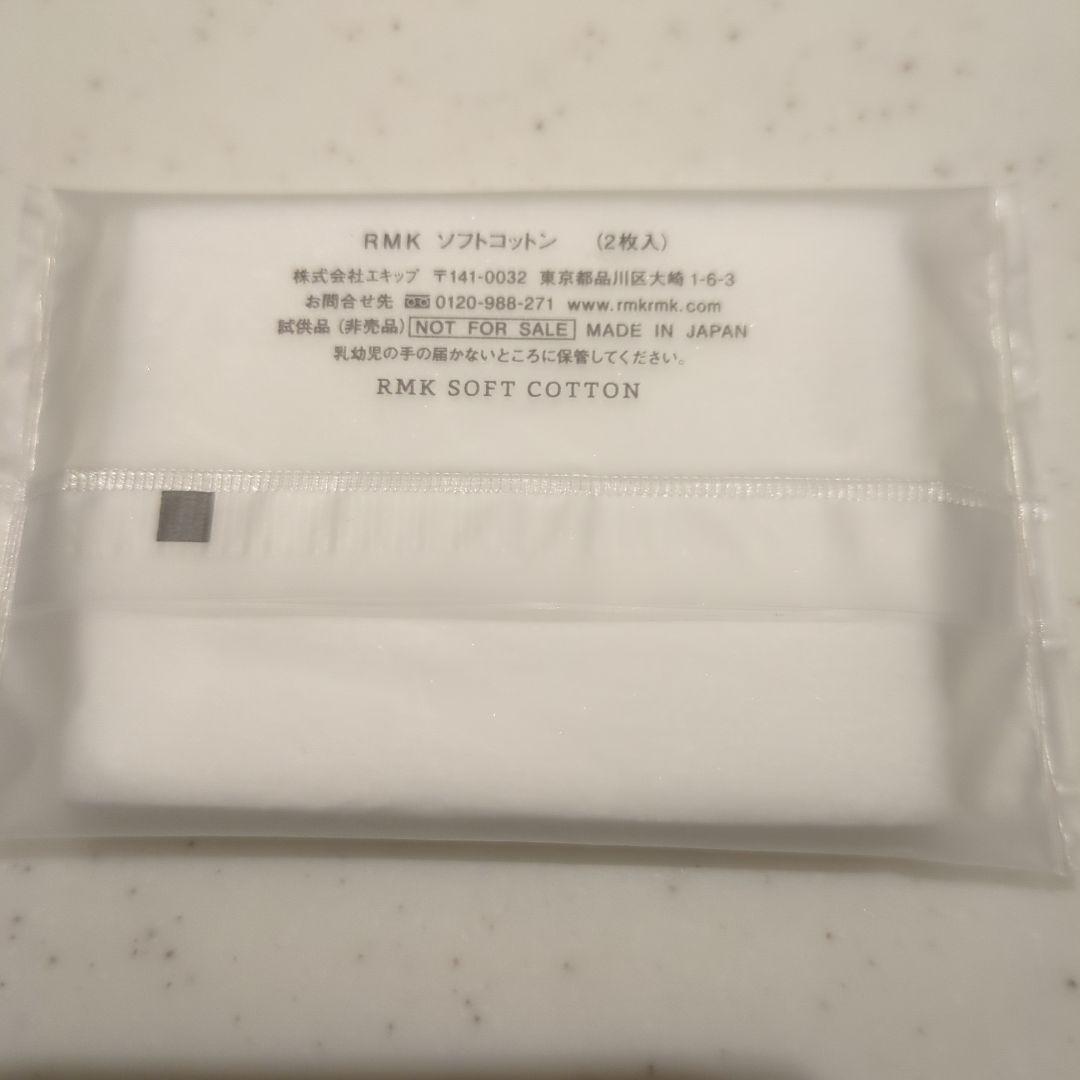 RMK ソフトコットン （2枚入）
株式会社エキップ 〒141-0032 東京都品川区大崎1-6-3
お問合せ先 0120-988-271 www.rmkrmk.com
試供品（非売品） NOT FOR SALE MADE IN JAPAN
乳幼児の手の届かないところに保管してください。
RMK SOFT COTTON